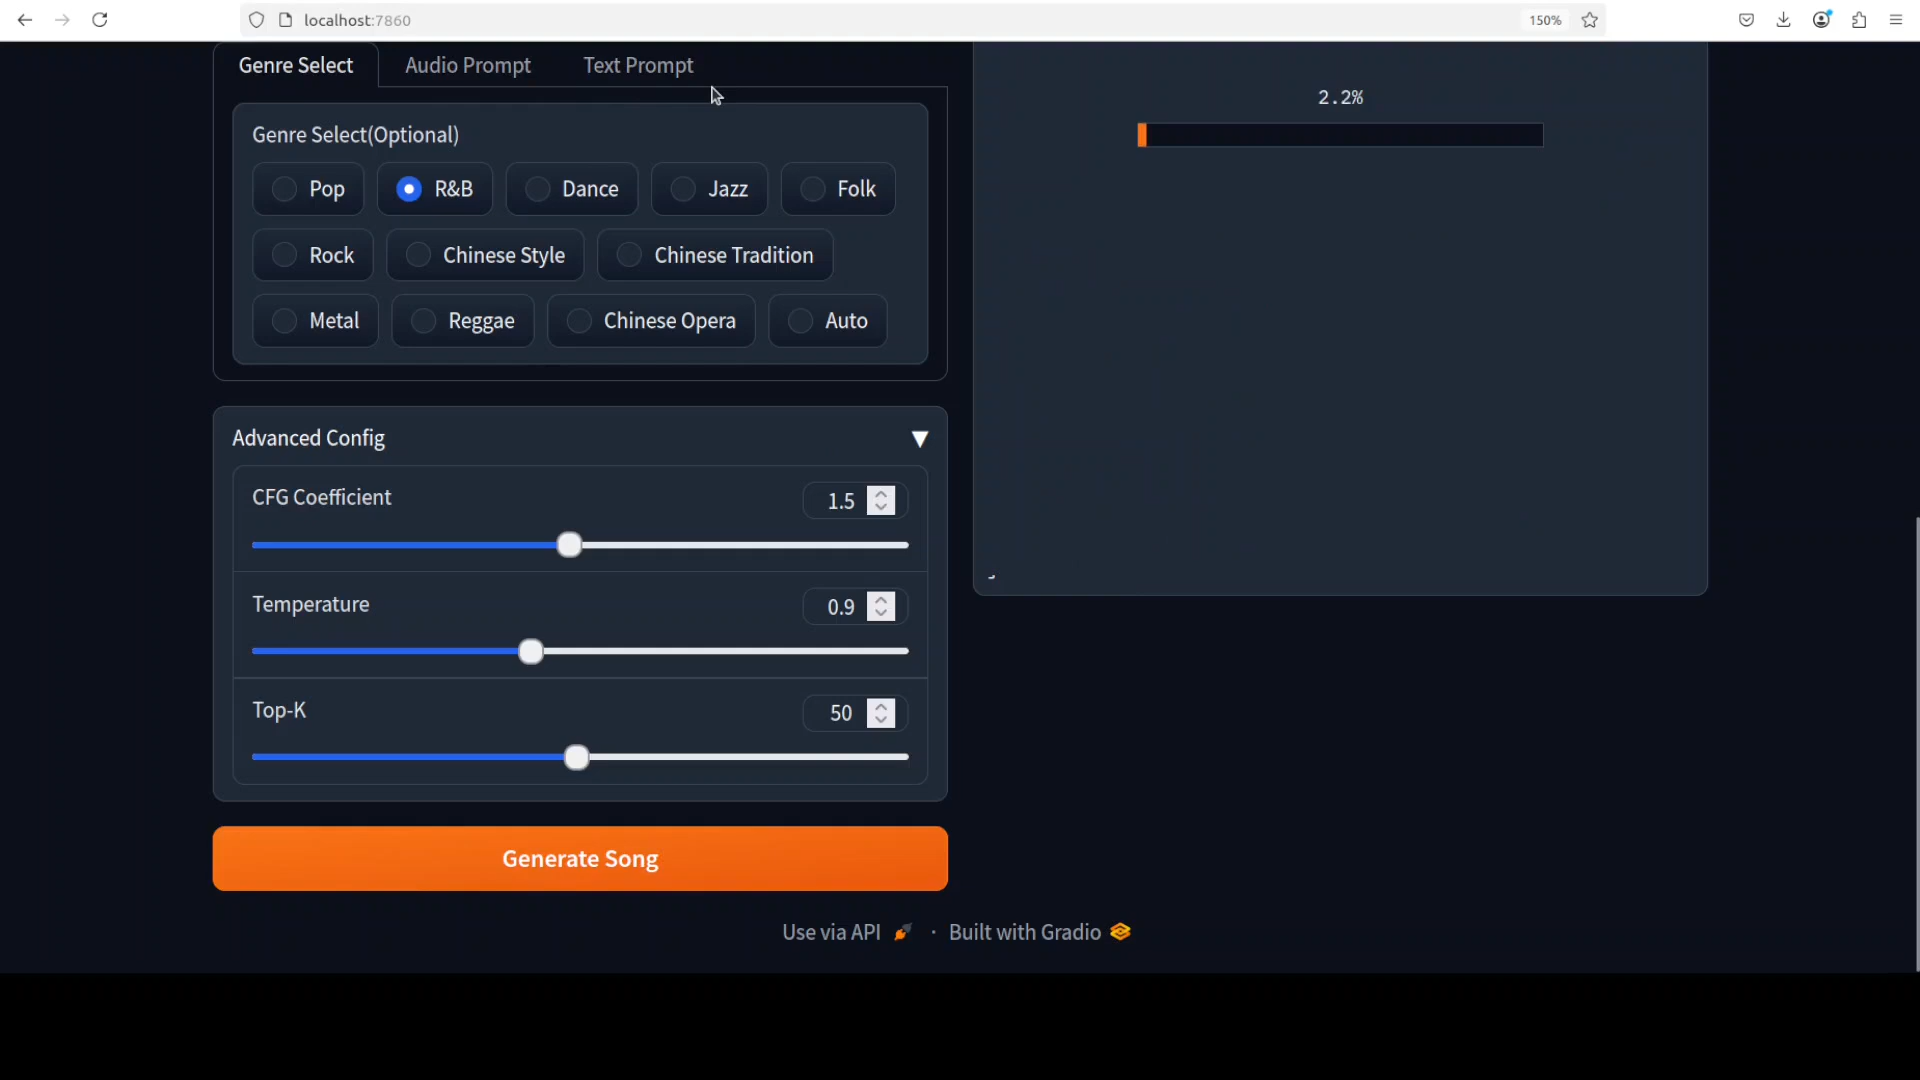 localhost:7860
150%
Genre Select
Audio Prompt
Text Prompt
2.2%
Genre Select(Optional)
Pop
R&B
Dance
Jazz
Folk
Rock
Chinese Style
Chinese Tradition
Metal
Reggae
Chinese Opera
Auto
Advanced Config
CFG Coefficient
1.5
Temperature
0.9
Top-K
50
Generate Song
Use via API
· Built with Gradio